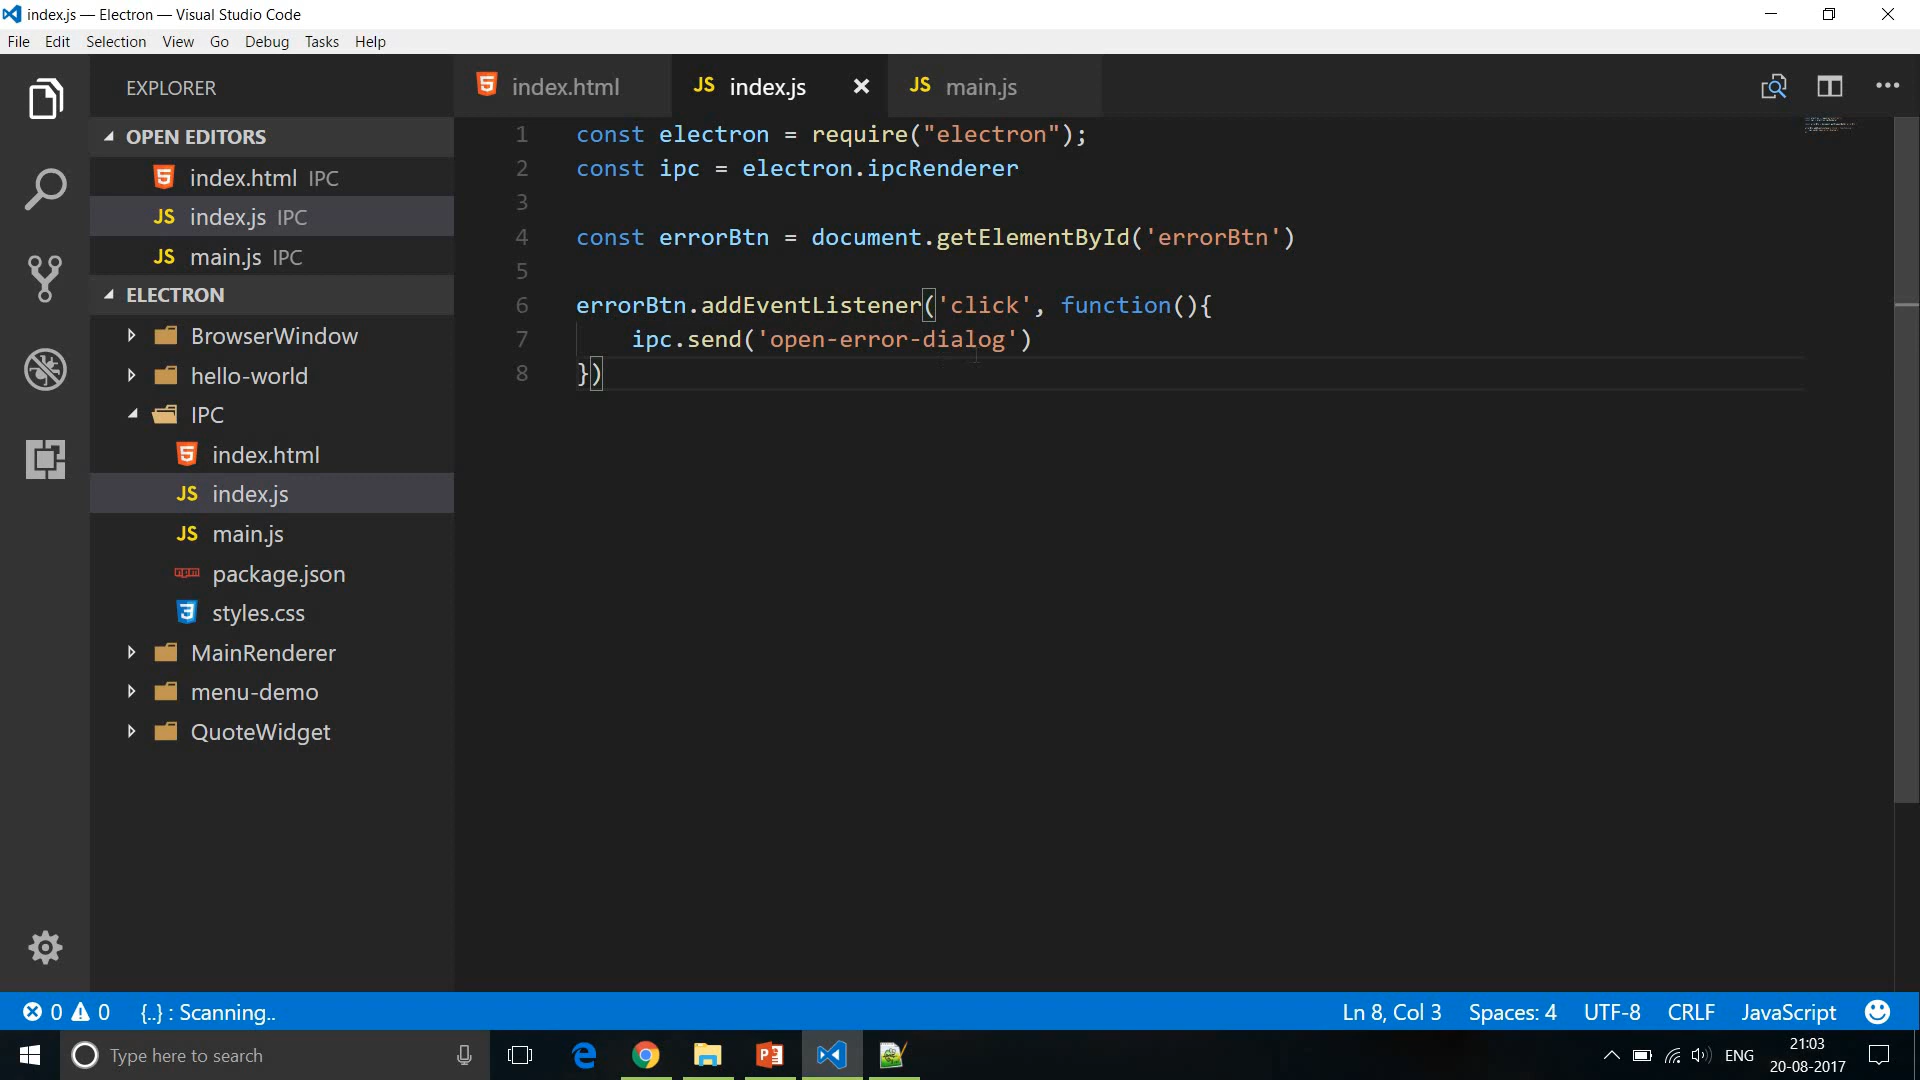 index.js — Electron — Visual Studio Code
File Edit Selection View Go Debug Tasks Help
EXPLORER
OPEN EDITORS
index.html IPC
JS index.js IPC
JS main.js IPC
ELECTRON
BrowserWindow
hello-world
IPC
index.html
JS index.js
JS main.js
package.json
styles.css
MainRenderer
menu-demo
QuoteWidget
index.html JS index.js JS main.js
1 const electron = require("electron");
2 const ipc = electron.ipcRenderer
3
4 const errorBtn = document.getElementById('errorBtn')
5
6 errorBtn.addEventListener('click', function(){
7 ipc.send('open-error-dialog')
8 })
0 0 {..} : Scanning.. Ln 8, Col 3 Spaces: 4 UTF-8 CRLF JavaScript
Type here to search ENG 21:03
20-08-2017